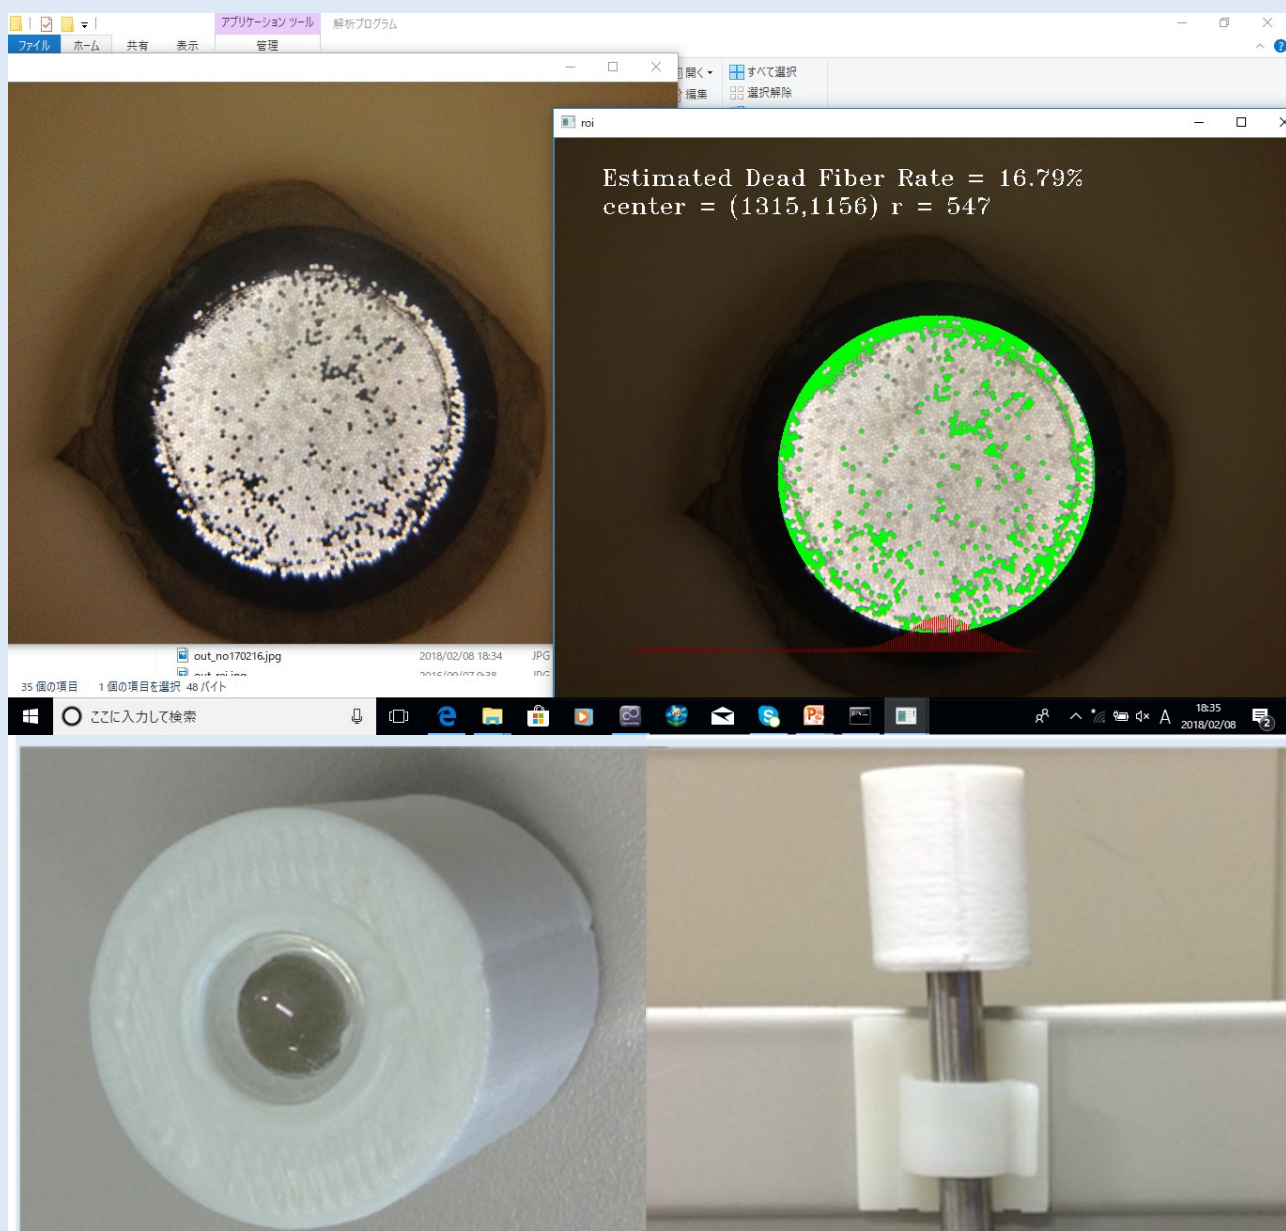 アプリケーション ツール
解析プログラム
ファイル
ホーム
共有
表示
管理
開く
すべて選択
編集
選択解除
roi
Estimated Dead Fiber Rate = 16.79%
center = (1315,1156) r = 547
out_no170216.jpg
2018/02/08 18:34
JPG
35 個の項目
1 個の項目を選択 48 バイト
ここに入力して検索
A
18:35
2018/02/08
2